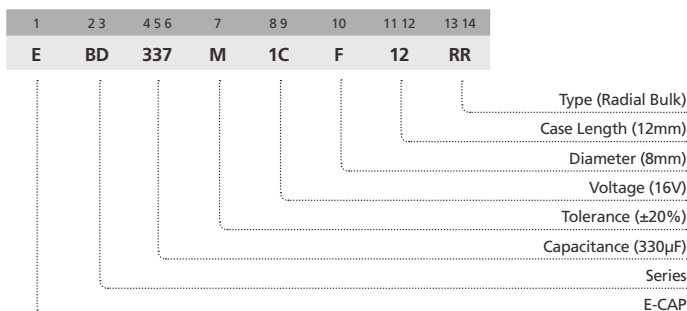 1 2 3 4 5 6 7 8 9 10 11 12 13 14
E BD 337 M 1C F 12 RR
Type (Radial Bulk)
Case Length (12mm)
Diameter (8mm)
Voltage (16V)
Tolerance (±20%)
Capacitance (330µF)
Series
E-CAP